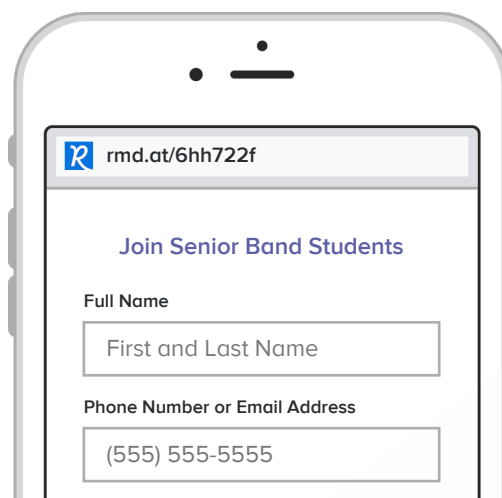 rmd.at/6hh722f
Join Senior Band Students
Full Name
First and Last Name
Phone Number or Email Address
(555) 555-5555